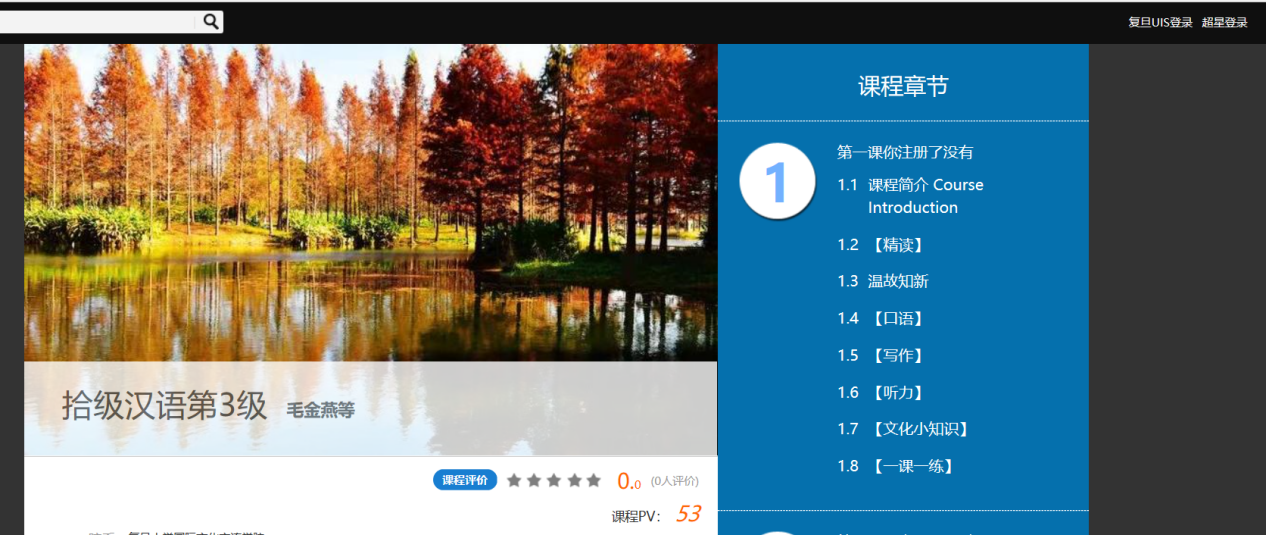 复旦UIS登录 超星登录
课程章节
1
第一课你注册了没有
1.1 课程简介 Course
Introduction
1.2 【精读】
1.3 温故知新
1.4 【口语】
1.5 【写作】
1.6 【听力】
1.7 【文化小知识】
1.8 【一课一练】
拾级汉语第3级 毛金燕等
课程评价 0.0 (0人评价)
课程PV： 53